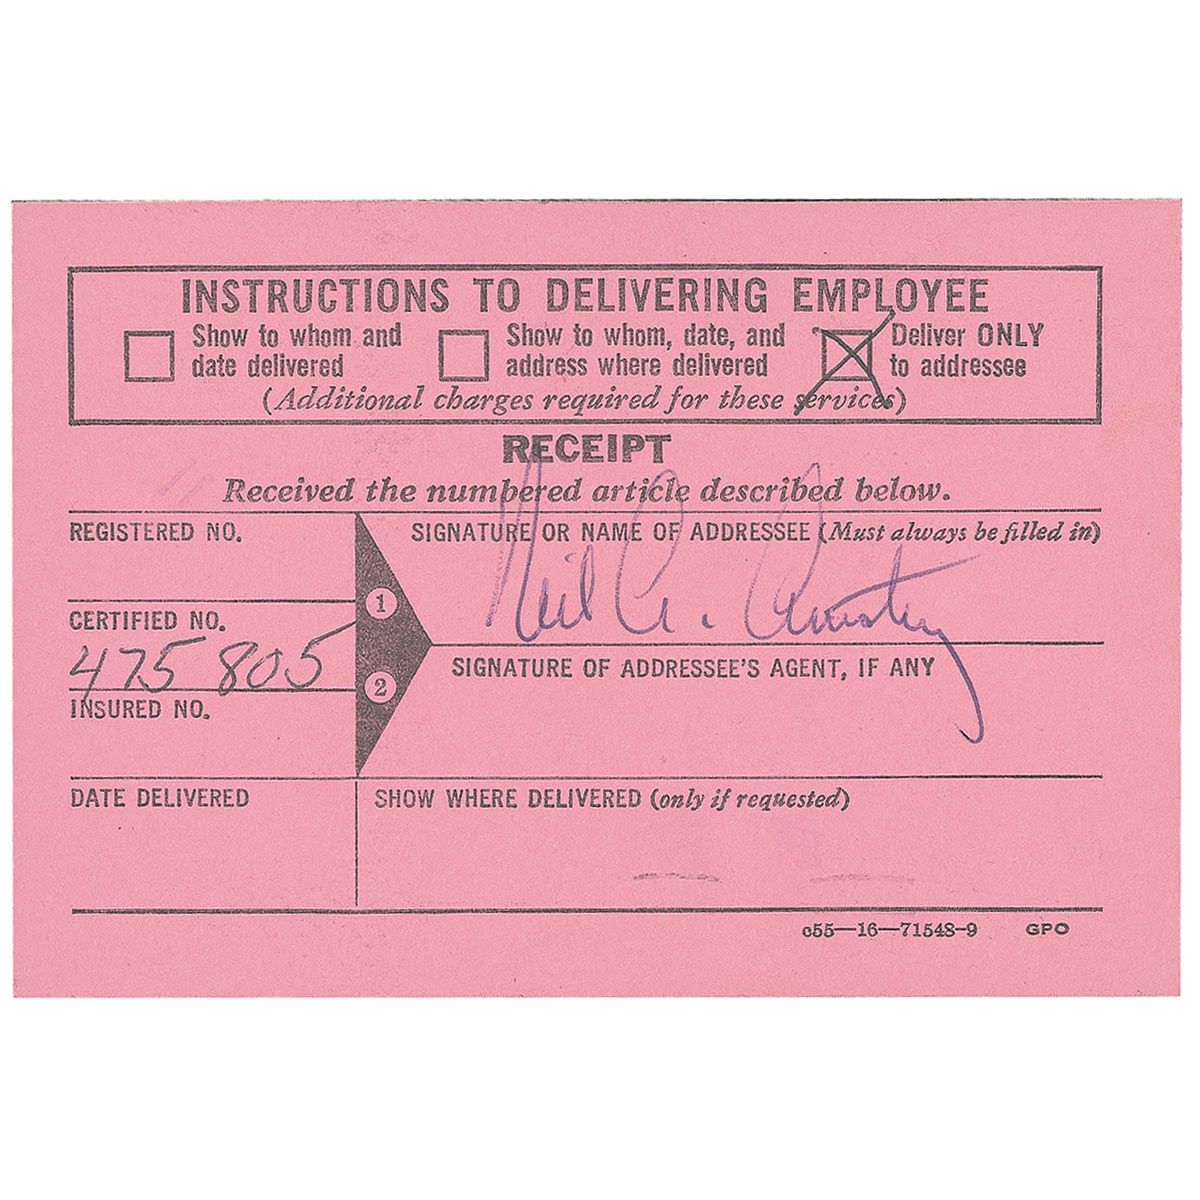 INSTRUCTIONS TO DELIVERING EMPLOYEE
Show to whom and date delivered
Show to whom, date, and address where delivered
Deliver ONLY to addressee
(Additional charges required for these services)
RECEIPT
Received the numbered article described below.
REGISTERED NO.
SIGNATURE OR NAME OF ADDRESSEE (Must always be filled in)
1
Neil A.
CERTIFIED NO.
475 805
2
SIGNATURE OF ADDRESSEE'S AGENT, IF ANY
INSURED NO.
DATE DELIVERED
SHOW WHERE DELIVERED (only if requested)
c55—16—71548-9 GPO